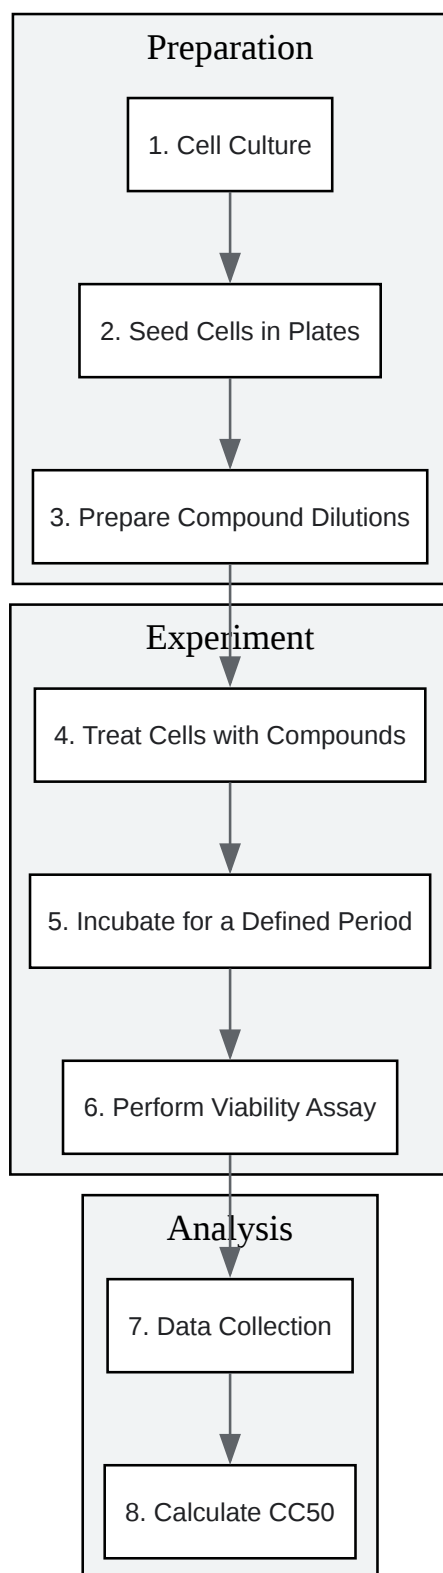 Preparation
1. Cell Culture
2. Seed Cells in Plates
3. Prepare Compound Dilutions
Experiment
4. Treat Cells with Compounds
5. Incubate for a Defined Period
6. Perform Viability Assay
Analysis
7. Data Collection
8. Calculate CC50